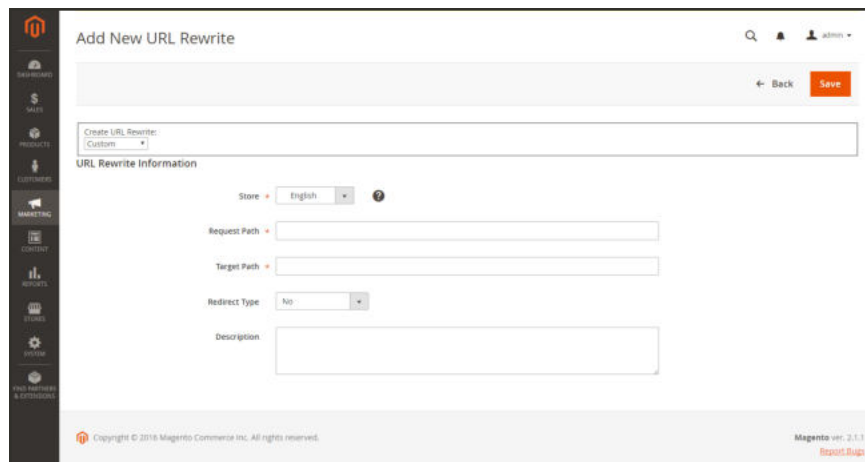 Add New URL Rewrite
admin
DASHBOARD
← Back
Save
SALES
PRODUCTS
Create URL Rewrite:
Custom
URL Rewrite Information
CUSTOMERS
Store *
English
MARKETING
Request Path *
CONTENT
Target Path *
REPORTS
Redirect Type
No
STORES
Description
SYSTEM
FIND PARTNERS
& EXTENSIONS
Copyright © 2016 Magento Commerce Inc. All rights reserved.
Magento ver. 2.1.1
Report Bugs